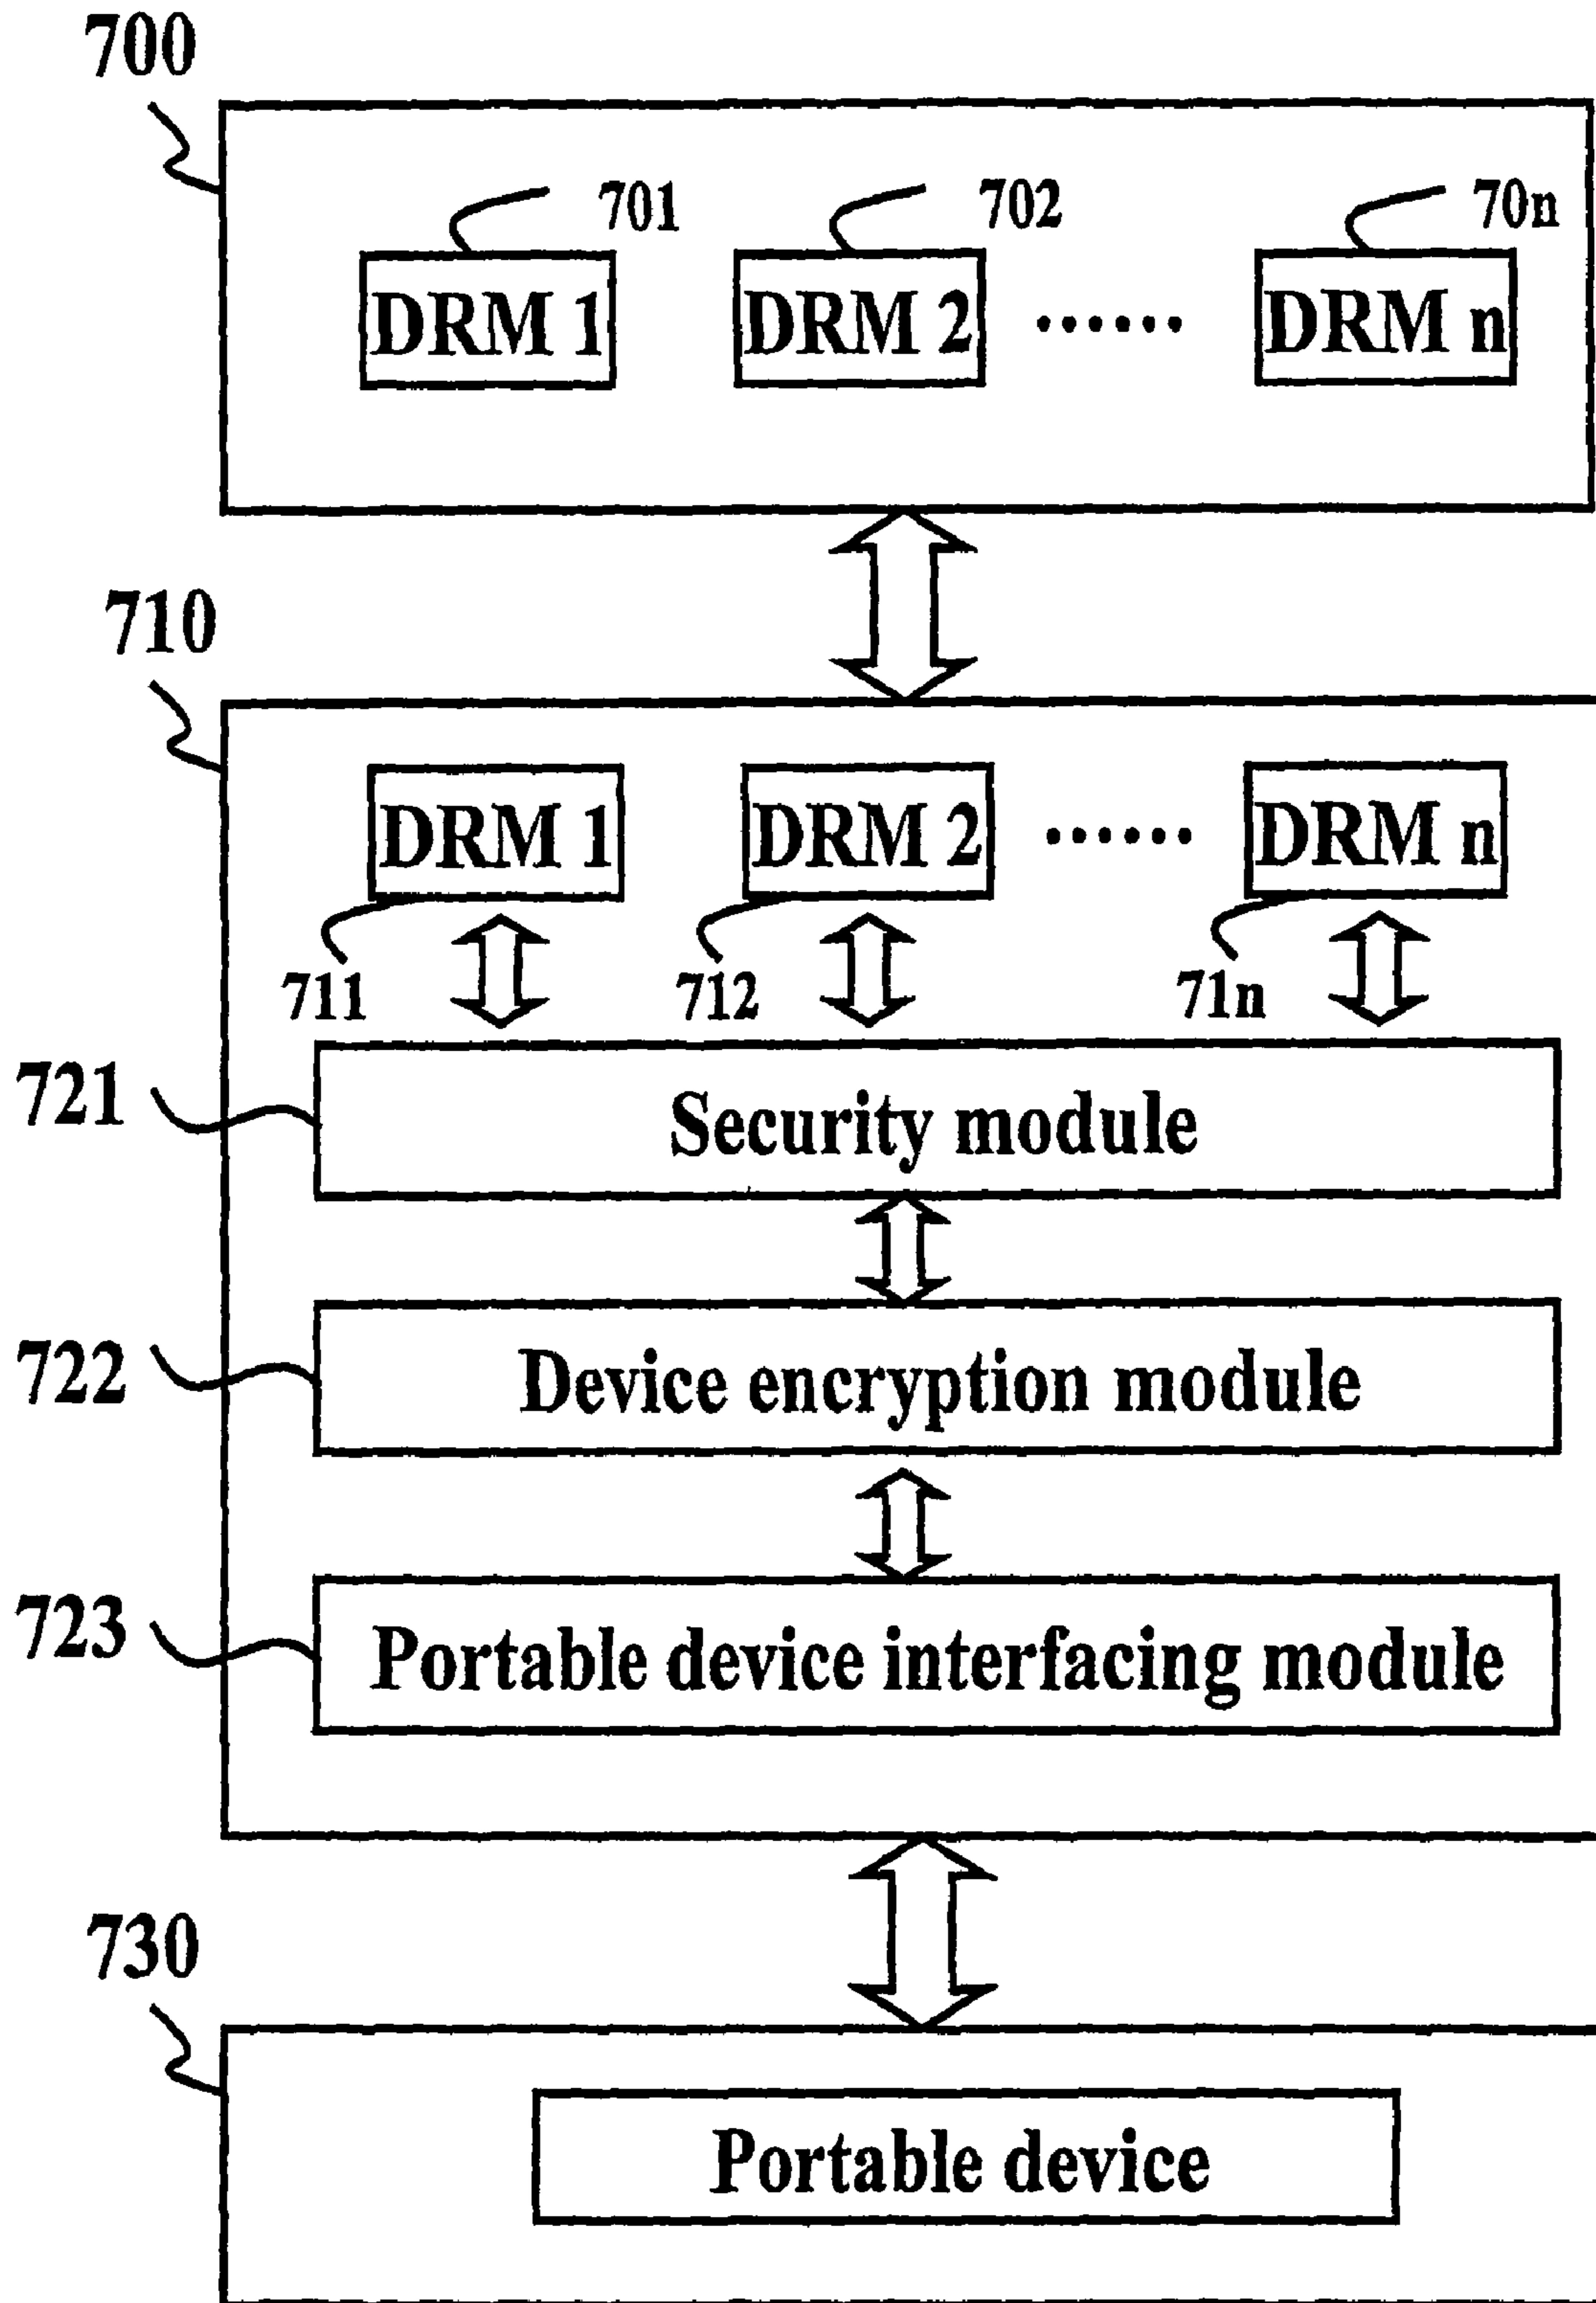 700
701 702 70n
DRM 1 DRM 2 ...... DRM n
710
DRM 1 DRM 2 ...... DRM n
711 712 71n
721
Security module
722
Device encryption module
723
Portable device interfacing module
730
Portable device